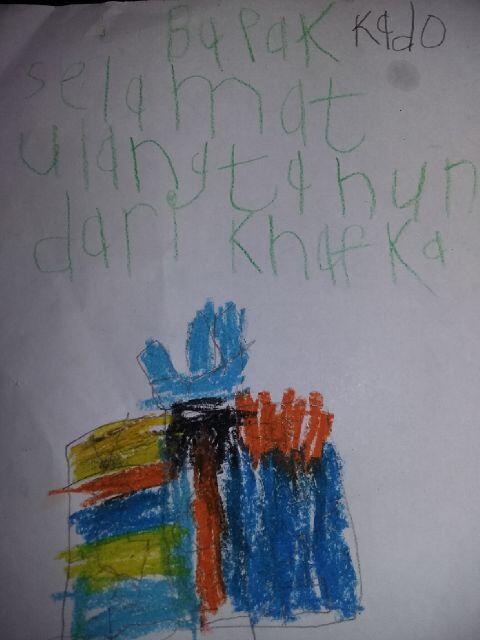 BaPaK Kado
selamat
ulangtahun
dari Khafka